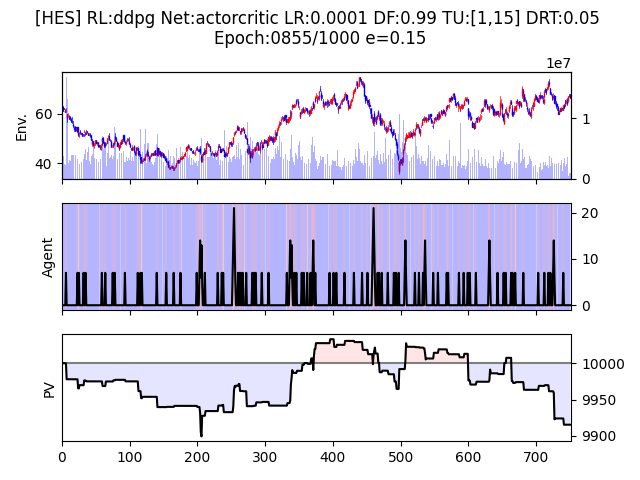 [HES] RL:ddpg Net:actorcritic LR:0.0001 DF:0.99 TU:[1,15] DRT:0.05
Epoch:0855/1000 e=0.15
1e7
Env.
60
40
1
0
Agent
20
10
0
PV
10000
9950
9900
0 100 200 300 400 500 600 700